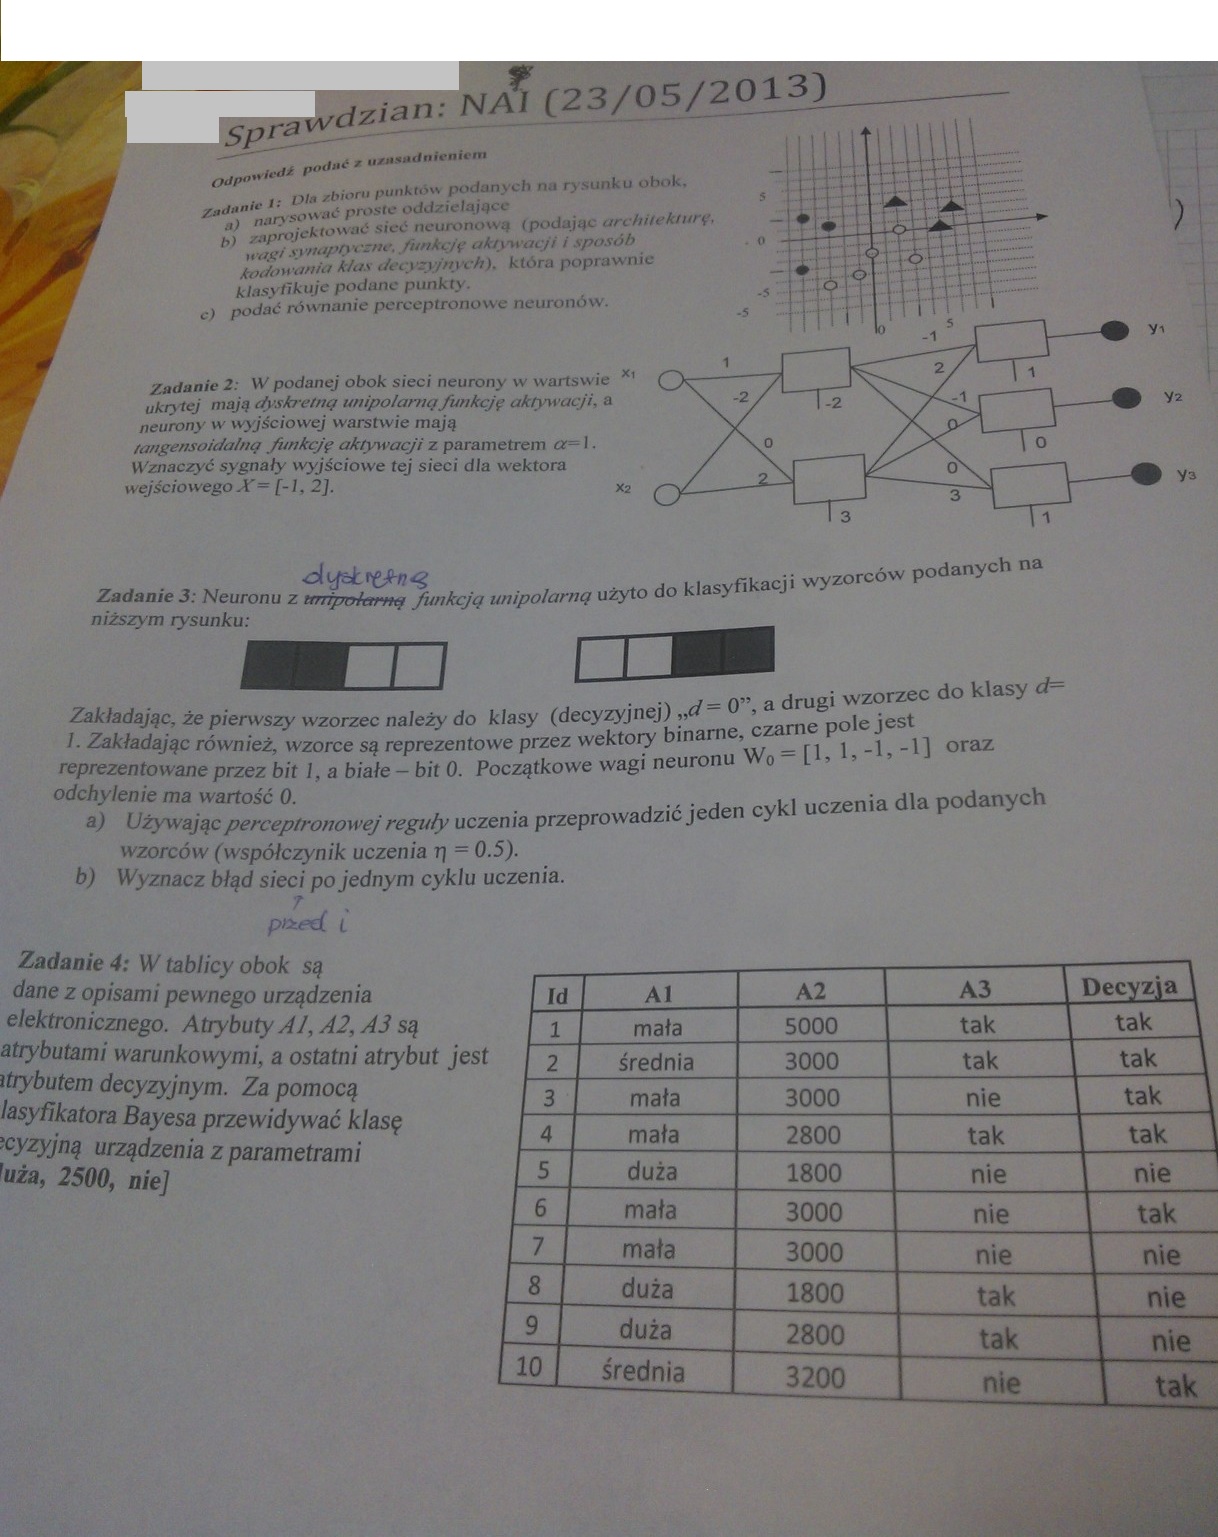 Sprawdzian: NAI (23/05/2013)
Odpowiedź podać z uzasadnieniem
Zadanie 1: Dla zbioru punktów podanych na rysunku obok,
a) narysować proste oddzielające
b) zaprojektować sieć neuronową (podając architekturę,
wagi synaptyczne, funkcję aktywacji i sposób
kodowania klas decyzyjnych), która poprawnie
klasyfikuje podane punkty.
c) podać równanie perceptronowe neuronów.
5
0
-5
-5
0
5
Zadanie 2: W podanej obok sieci neurony w wartswie
ukrytej mają dyskretną unipolarną funkcję aktywacji, a
neurony w wyjściowej warstwie mają
tangensoidalną funkcję aktywacji z parametrem α=1.
Wznaczyć sygnały wyjściowe tej sieci dla wektora
wejściowego X = [-1, 2].
x1
1
-2
-2
-1
2
1
y1
-1
0
0
y2
x2
0
2
3
0
3
1
y3
dyskretną
Zadanie 3: Neuronu z unipolarną funkcją unipolarną użyto do klasyfikacji wyzorców podanych na
niższym rysunku:
Zakładając, że pierwszy wzorzec należy do klasy (decyzyjnej) „d = 0”, a drugi wzorzec do klasy d=
1. Zakładając również, wzorce są reprezentowe przez wektory binarne, czarne pole jest
reprezentowane przez bit 1, a białe – bit 0. Początkowe wagi neuronu W0 = [1, 1, -1, -1] oraz
odchylenie ma wartość 0.
a) Używając perceptronowej reguły uczenia przeprowadzić jeden cykl uczenia dla podanych
wzorców (współczynik uczenia η = 0.5).
b) Wyznacz błąd sieci po jednym cyklu uczenia.
przed i
Zadanie 4: W tablicy obok są
dane z opisami pewnego urządzenia
elektronicznego. Atrybuty A1, A2, A3 są
atrybutami warunkowymi, a ostatni atrybut jest
atrybutem decyzyjnym. Za pomocą
lasyfikatora Bayesa przewidywać klasę
ecyzyjną urządzenia z parametrami
luża, 2500, nie]
Id A1 A2 A3 Decyzja
1 mała 5000 tak tak
2 średnia 3000 tak tak
3 mała 3000 nie tak
4 mała 2800 tak tak
5 duża 1800 nie nie
6 mała 3000 nie tak
7 mała 3000 nie nie
8 duża 1800 tak nie
9 duża 2800 tak nie
10 średnia 3200 nie tak